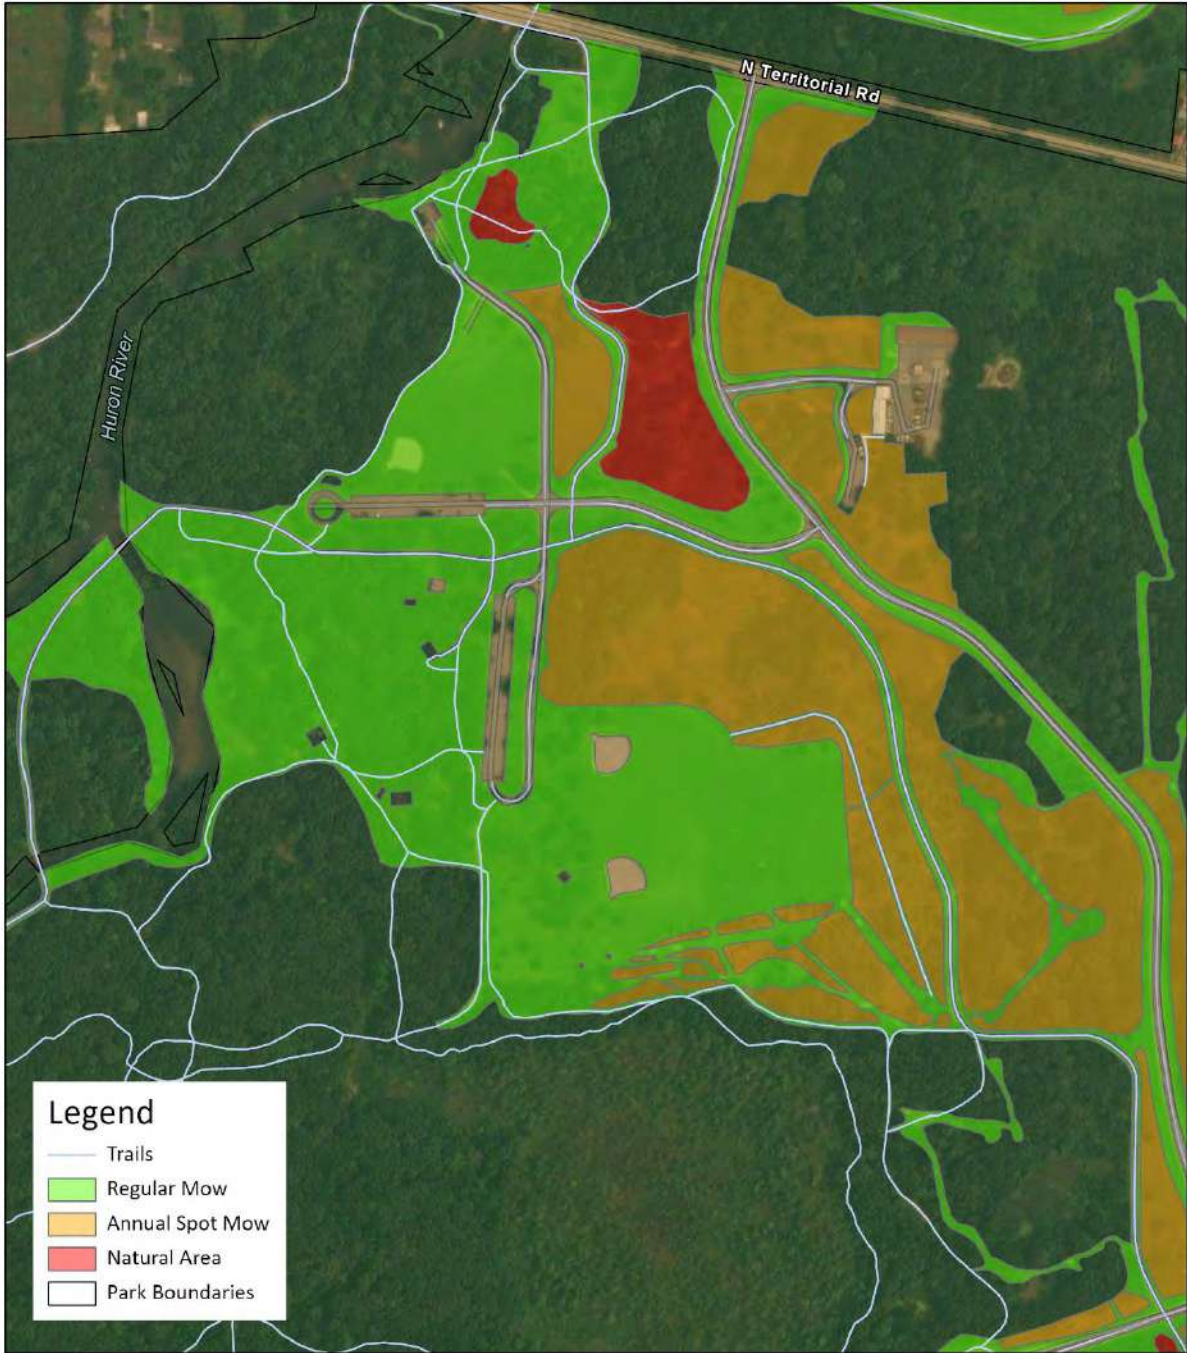 N Territorial Rd
Huron River
Legend
Trails
Regular Mow
Annual Spot Mow
Natural Area
Park Boundaries